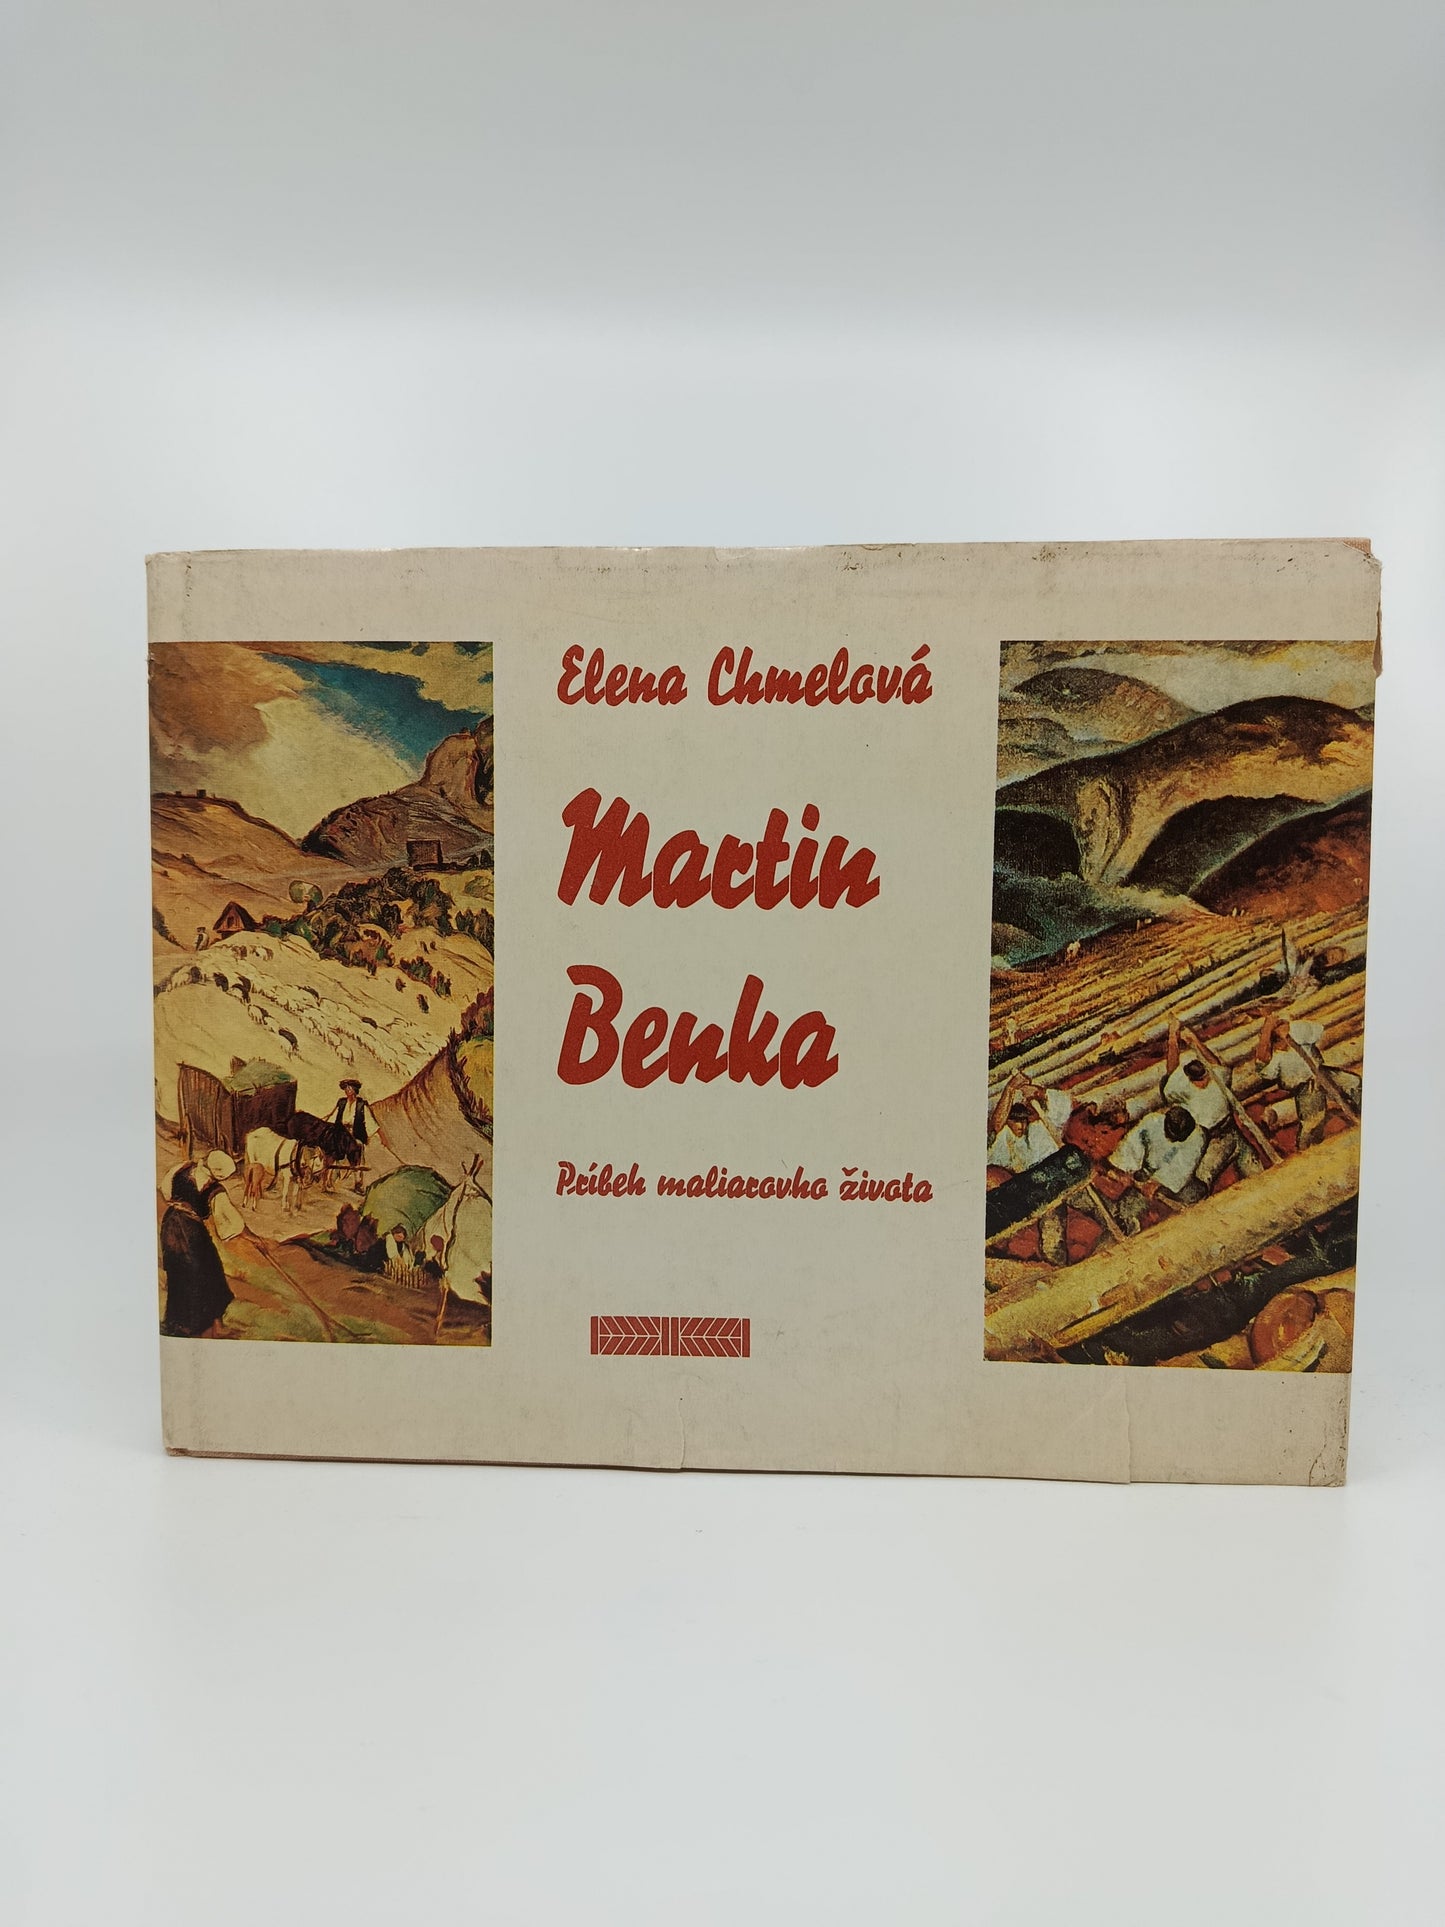 Elena Chmelová
Martin
Benka
Príbeh maliarovho života